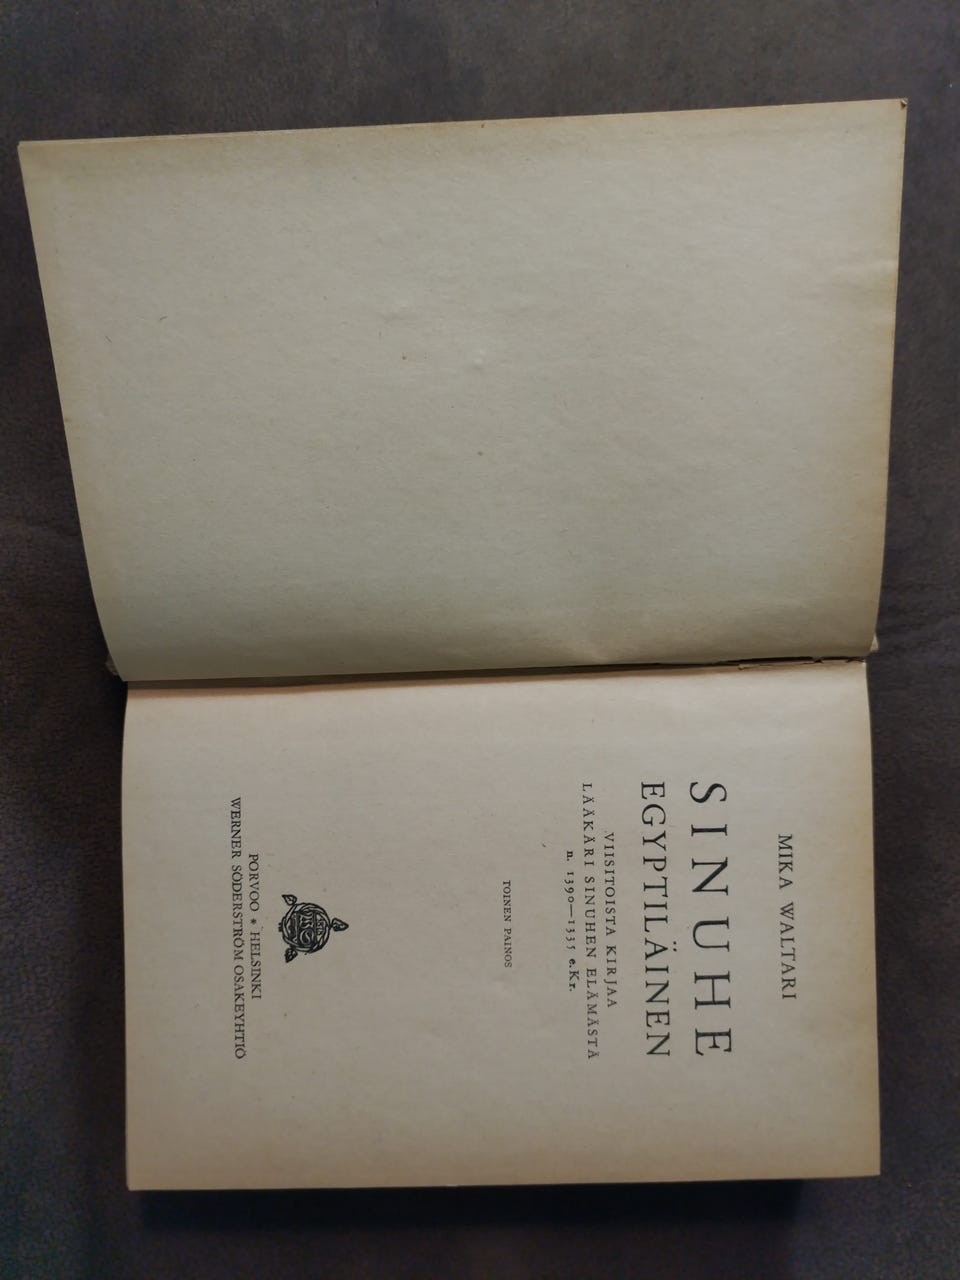 MIKA WALTARI
SINUHE
EGYPTILÄINEN
VIISITOISTA KIRJAA
LÄÄKÄRI SINUHEN ELÄMÄSTÄ
n. 1390—1335 e.Kr.
TOINEN PAINOS
PORVOO * HELSINKI
WERNER SÖDERSTRÖM OSAKEYHTIÖ